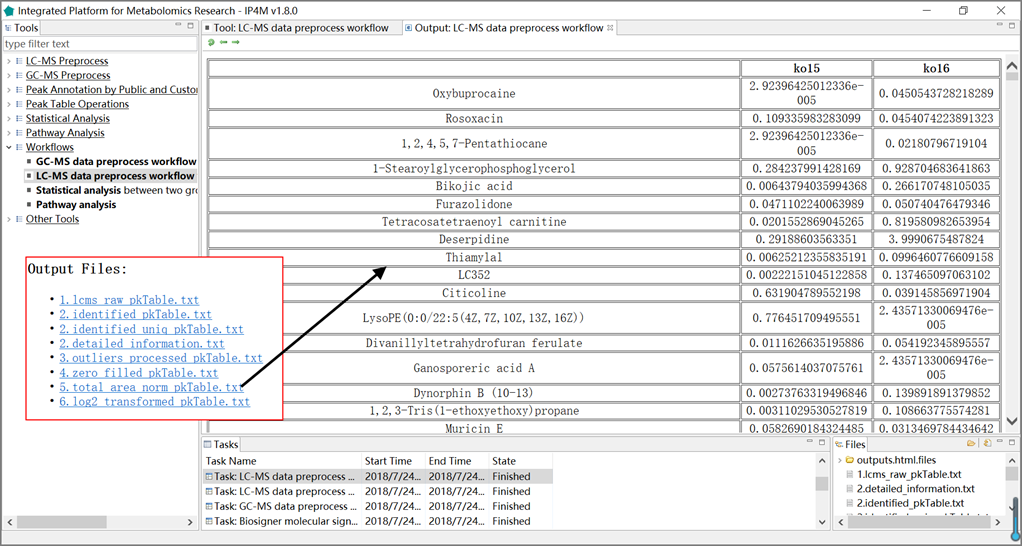 Integrated Platform for Metabolomics Research - IP4M v1.8.0
Tools
type filter text
LC-MS Preprocess
GC-MS Preprocess
Peak Annotation by Public and Custo
Peak Table Operations
Statistical Analysis
Pathway Analysis
Workflows
GC-MS data preprocess workflow
LC-MS data preprocess workflow
Statistical analysis between two gro
Pathway analysis
Other Tools
Output Files:
1.lcms_raw_pkTable.txt
2.identified_pkTable.txt
2.identified_uniq_pkTable.txt
2.detailed_information.txt
3.outliers_processed_pkTable.txt
4.zero_filled_pkTable.txt
5.total_area_norm_pkTable.txt
6.log2_transformed_pkTable.txt
Tool: LC-MS data preprocess workflow Output: LC-MS data preprocess workflow
ko15 ko16
Oxybuprocaine 2.92396425012336e-005 0.0450543728218289
Rosoxacin 0.109335983283099 0.0454074223891323
1,2,4,5,7-Pentathiocane 2.92396425012336e-005 0.02180796719104
1-Stearoylglycerophosphoglycerol 0.284237991428169 0.928704683641863
Bikojic acid 0.00643794035994368 0.266170748105035
Furazolidone 0.0471102240063989 0.050740476479346
Tetracosatetraenoyl carnitine 0.0201552869045265 0.819580982653954
Deserpidine 0.29188603563351 3.9990675487824
Thiamylal 0.00625212355835191 0.0996460776609158
LC352 0.00222151045122858 0.137465097063102
Citicoline 0.631904789552198 0.039145856971904
LysoPE(0:0/22:5(4Z,7Z,10Z,13Z,16Z)) 0.776451709495551 2.43571330069476e-005
Divanillyltetrahydrofuran ferulate 0.0111626635195886 0.054192345895557
Ganosporeric acid A 0.0575614037075761 2.43571330069476e-005
Dynorphin B (10-13) 0.00273763319496846 0.139891891379852
1,2,3-Tris(1-ethoxyethoxy)propane 0.00311029530527819 0.108663775574281
Muricin E 0.0582690184324485 0.0313469784434642
Tasks
Task Name Start Time End Time State
Task: LC-MS data preprocess ... 2018/7/24... 2018/7/24... Finished
Task: LC-MS data preprocess ... 2018/7/24... 2018/7/24... Finished
Task: GC-MS data preprocess ... 2018/7/24... 2018/7/24... Finished
Task: Biosigner molecular sign... 2018/7/24... 2018/7/24... Finished
Files
outputs.html.files
1.lcms_raw_pkTable.txt
2.detailed_information.txt
2.identified_pkTable.txt